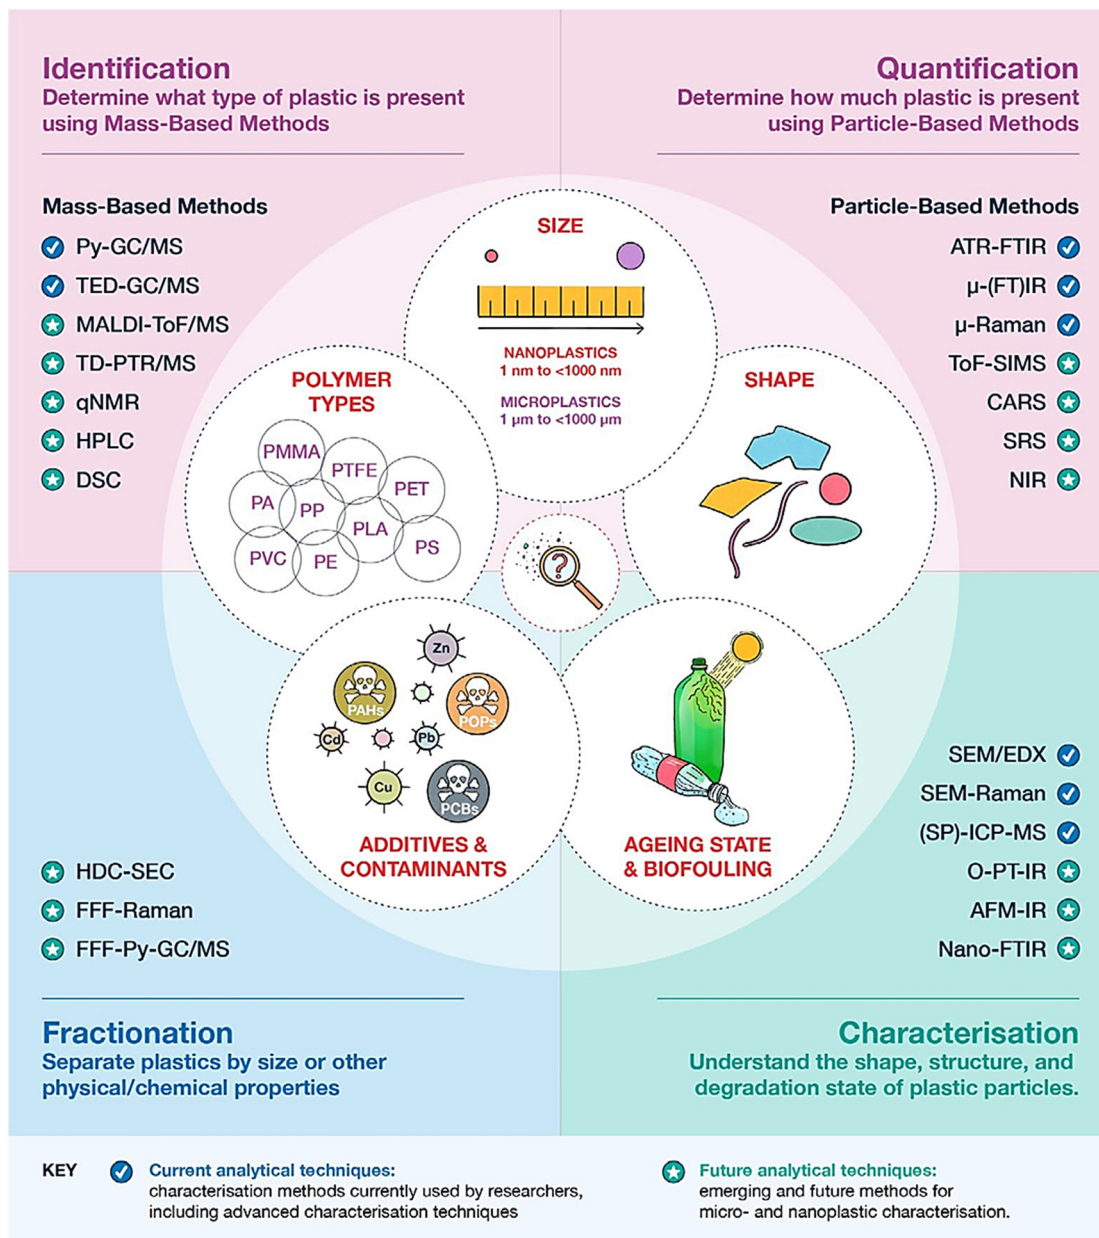 Identification
Determine what type of plastic is present
using Mass-Based Methods
Quantification
Determine how much plastic is present
using Particle-Based Methods
Mass-Based Methods
Py-GC/MS
TED-GC/MS
MALDI-ToF/MS
TD-PTR/MS
qNMR
HPLC
DSC
Particle-Based Methods
ATR-FTIR
µ-(FT)IR
µ-Raman
ToF-SIMS
CARS
SRS
NIR
SIZE
NANOPLASTICS
1 nm to <1000 nm
MICROPLASTICS
1 µm to <1000 µm
POLYMER
TYPES
PMMA
PTFE
PET
PA
PP
PLA
PS
PVC
PE
SHAPE
?
Zn
PAHs
POPs
Cd
Pb
Cu
PCBs
ADDITIVES &
CONTAMINANTS
AGEING STATE
& BIOFOULING
HDC-SEC
FFF-Raman
FFF-Py-GC/MS
SEM/EDX
SEM-Raman
(SP)-ICP-MS
O-PT-IR
AFM-IR
Nano-FTIR
Fractionation
Separate plastics by size or other
physical/chemical properties
Characterisation
Understand the shape, structure, and
degradation state of plastic particles.
KEY
Current analytical techniques:
characterisation methods currently used by researchers,
including advanced characterisation techniques
Future analytical techniques:
emerging and future methods for
micro- and nanoplastic characterisation.